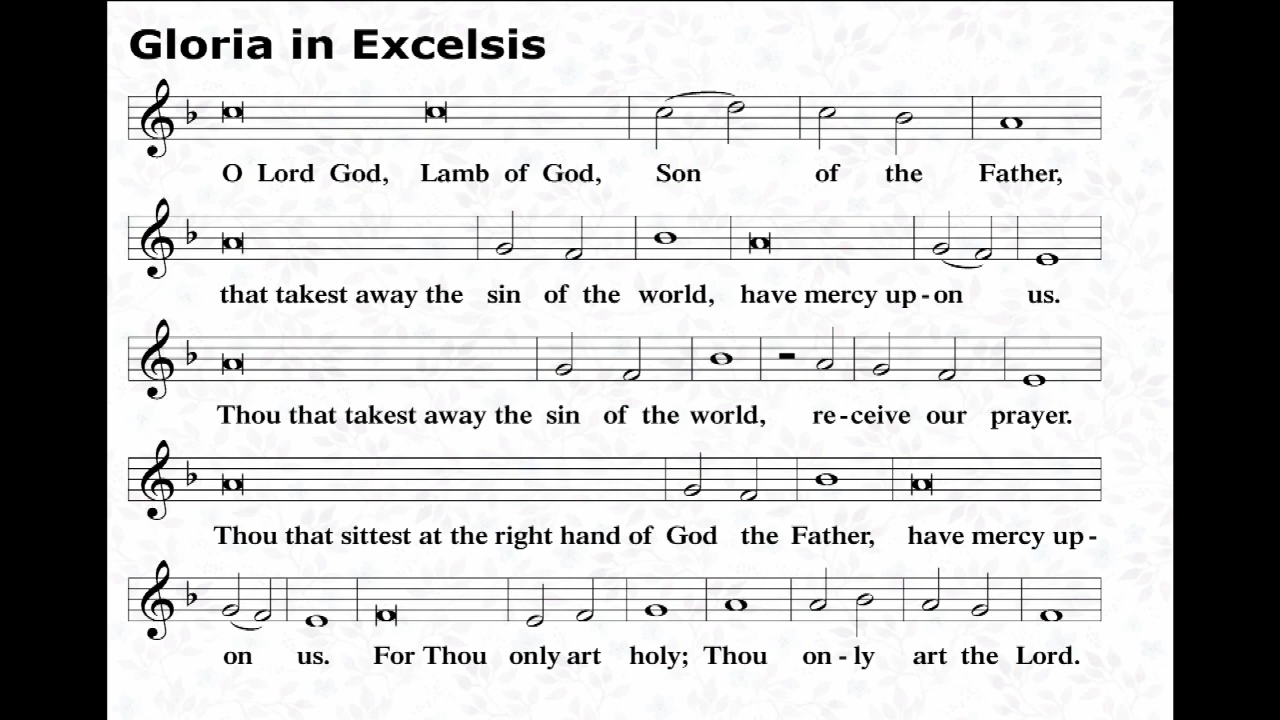 Gloria in Excelsis
O Lord God, Lamb of God, Son of the Father,
that takest away the sin of the world, have mercy up-on us.
Thou that takest away the sin of the world, re-ceive our prayer.
Thou that sittest at the right hand of God the Father, have mercy up-
on us. For Thou only art holy; Thou on-ly art the Lord.